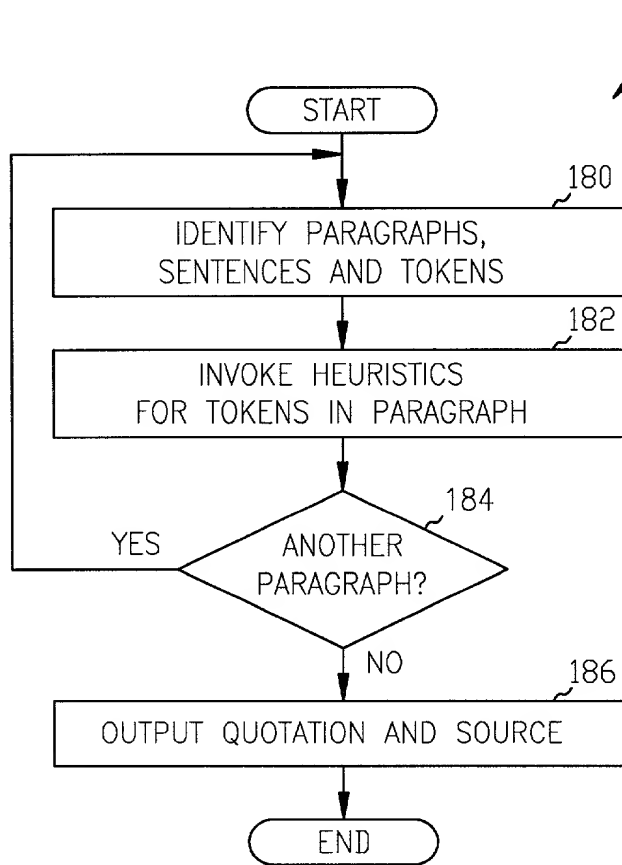 START
180
IDENTIFY PARAGRAPHS,
SENTENCES AND TOKENS
182
INVOKE HEURISTICS
FOR TOKENS IN PARAGRAPH
184
YES
ANOTHER
PARAGRAPH?
NO
186
OUTPUT QUOTATION AND SOURCE
END